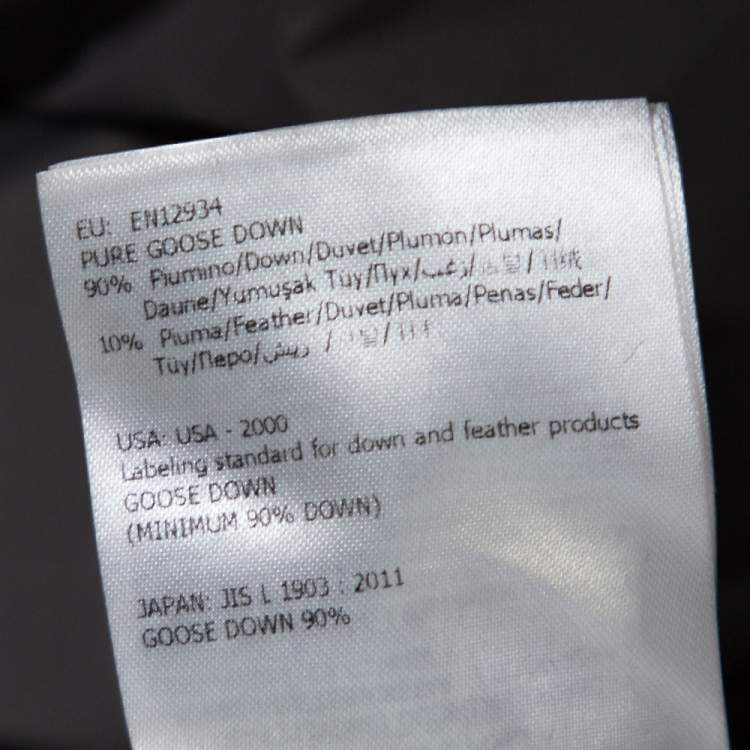 EU: EN12934
PURE GOOSE DOWN
90% Piumino/Down/Duvet/Plumon/Plumas/
Daune/Yumuşak Tüy/Пух/زغب/
10% Piuma/Feather/Duvet/Pluma/Penas/Feder/
Tüy/Перо/ريش/
USA: USA - 2000
Labeling standard for down and feather products
GOOSE DOWN
(MINIMUM 90% DOWN)
JAPAN: JIS L 1903 : 2011
GOOSE DOWN 90%